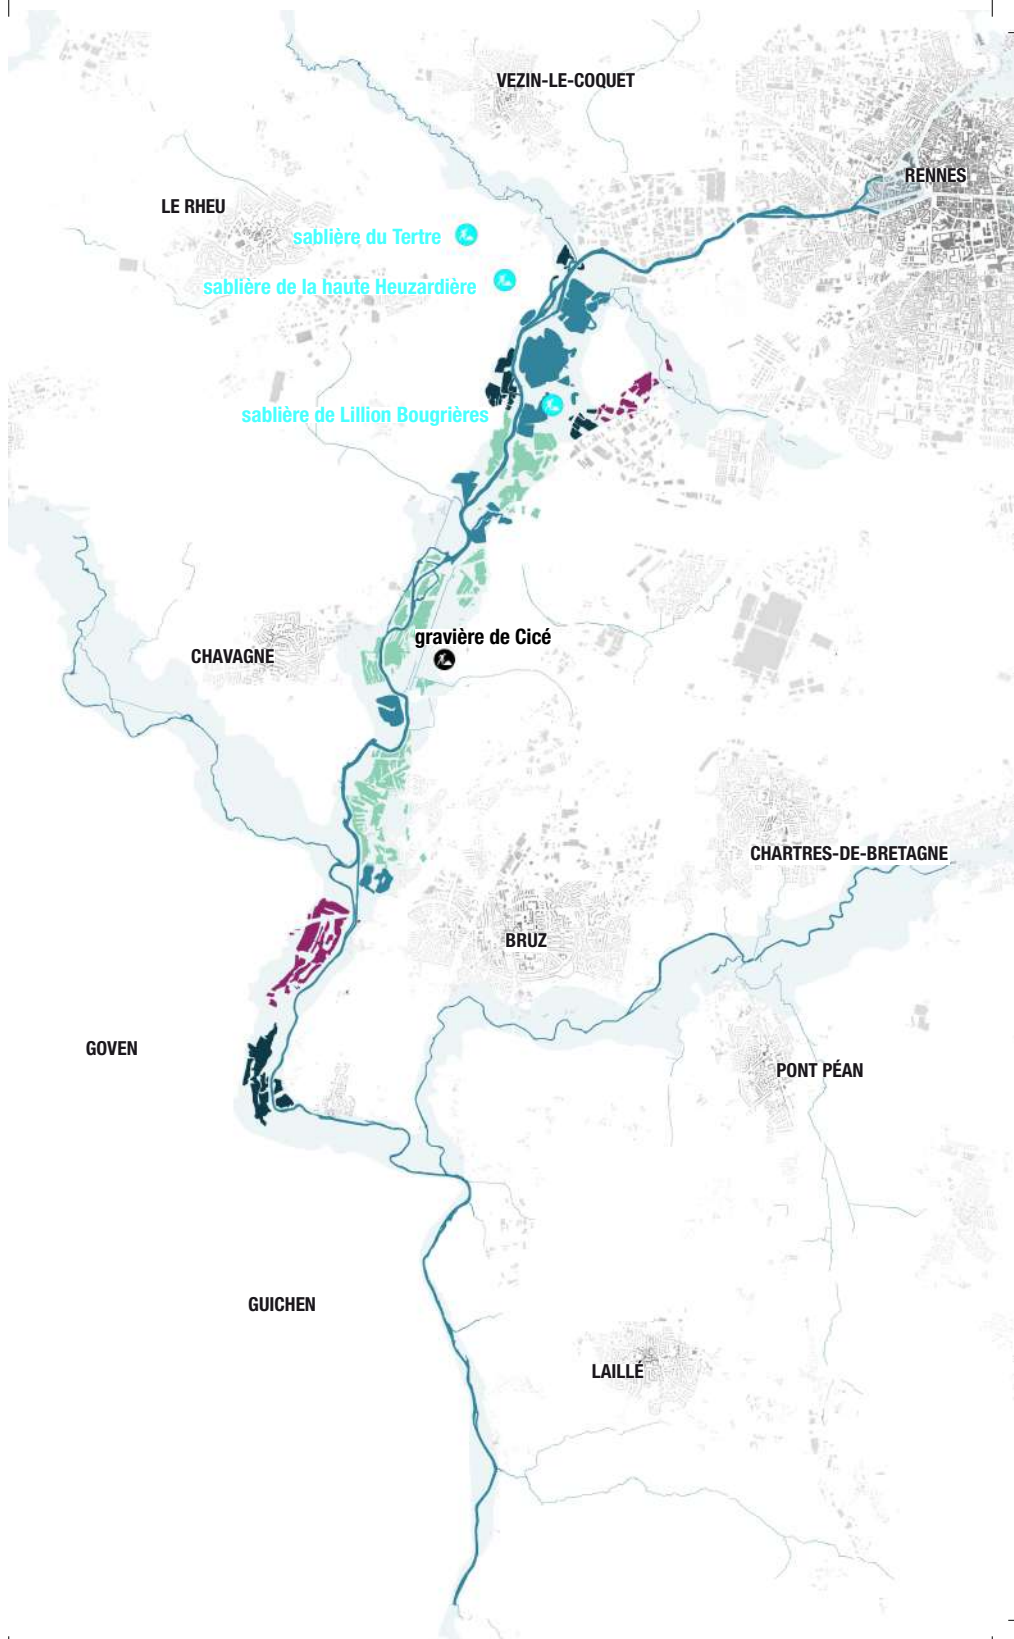 VEZIN-LE-COQUET
RENNES
LE RHEU
sablière du Tertre
sablière de la haute Heuzardière
sablière de Lillion Bougrières
gravière de Cicé
CHAVAGNE
CHARTRES-DE-BRETAGNE
BRUZ
GOVEN
PONT PÉAN
GUICHEN
LAILLÉ